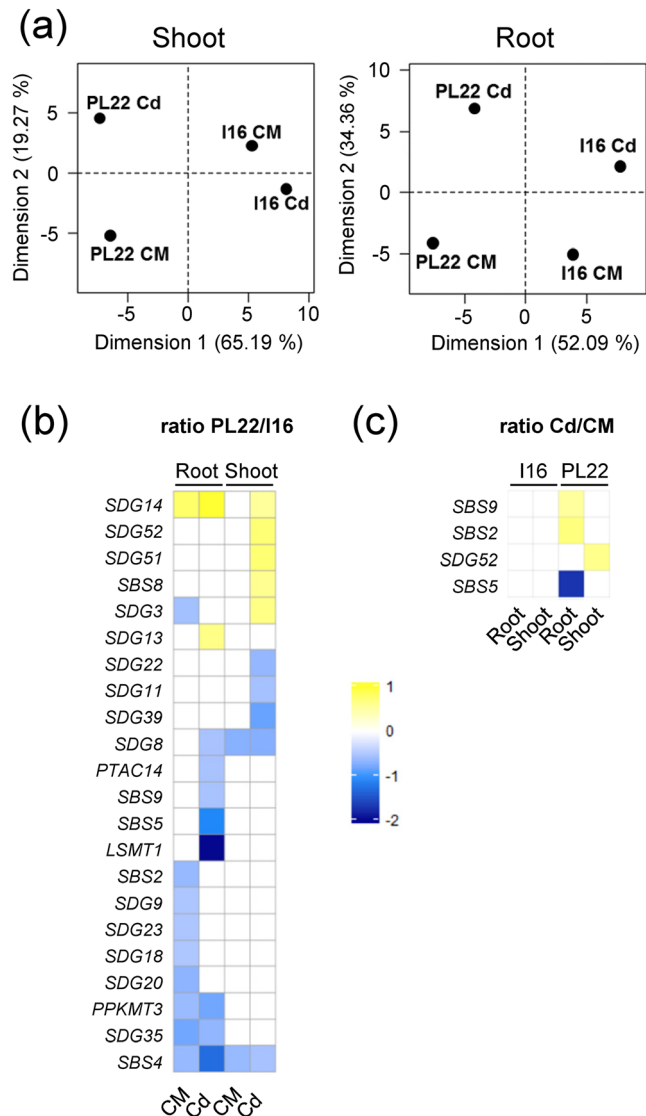 (a)
Shoot
Root
Dimension 2 (19.27 %)
5
0
-5
PL22 Cd
I16 CM
I16 Cd
PL22 CM
-5
0
5
10
Dimension 1 (65.19 %)
Dimension 2 (34.36 %)
10
5
0
-5
PL22 Cd
I16 Cd
PL22 CM
I16 CM
-5
0
5
Dimension 1 (52.09 %)
(b)
ratio PL22/I16
Root Shoot
SDG14
SDG52
SDG51
SBS8
SDG3
SDG13
SDG22
SDG11
SDG39
SDG8
PTAC14
SBS9
SBS5
LSMT1
SBS2
SDG9
SDG23
SDG18
SDG20
PPKMT3
SDG35
SBS4
CM
Cd
CM
Cd
(c)
ratio Cd/CM
I16 PL22
SBS9
SBS2
SDG52
SBS5
Root
Shoot
Root
Shoot
1
0
-1
-2